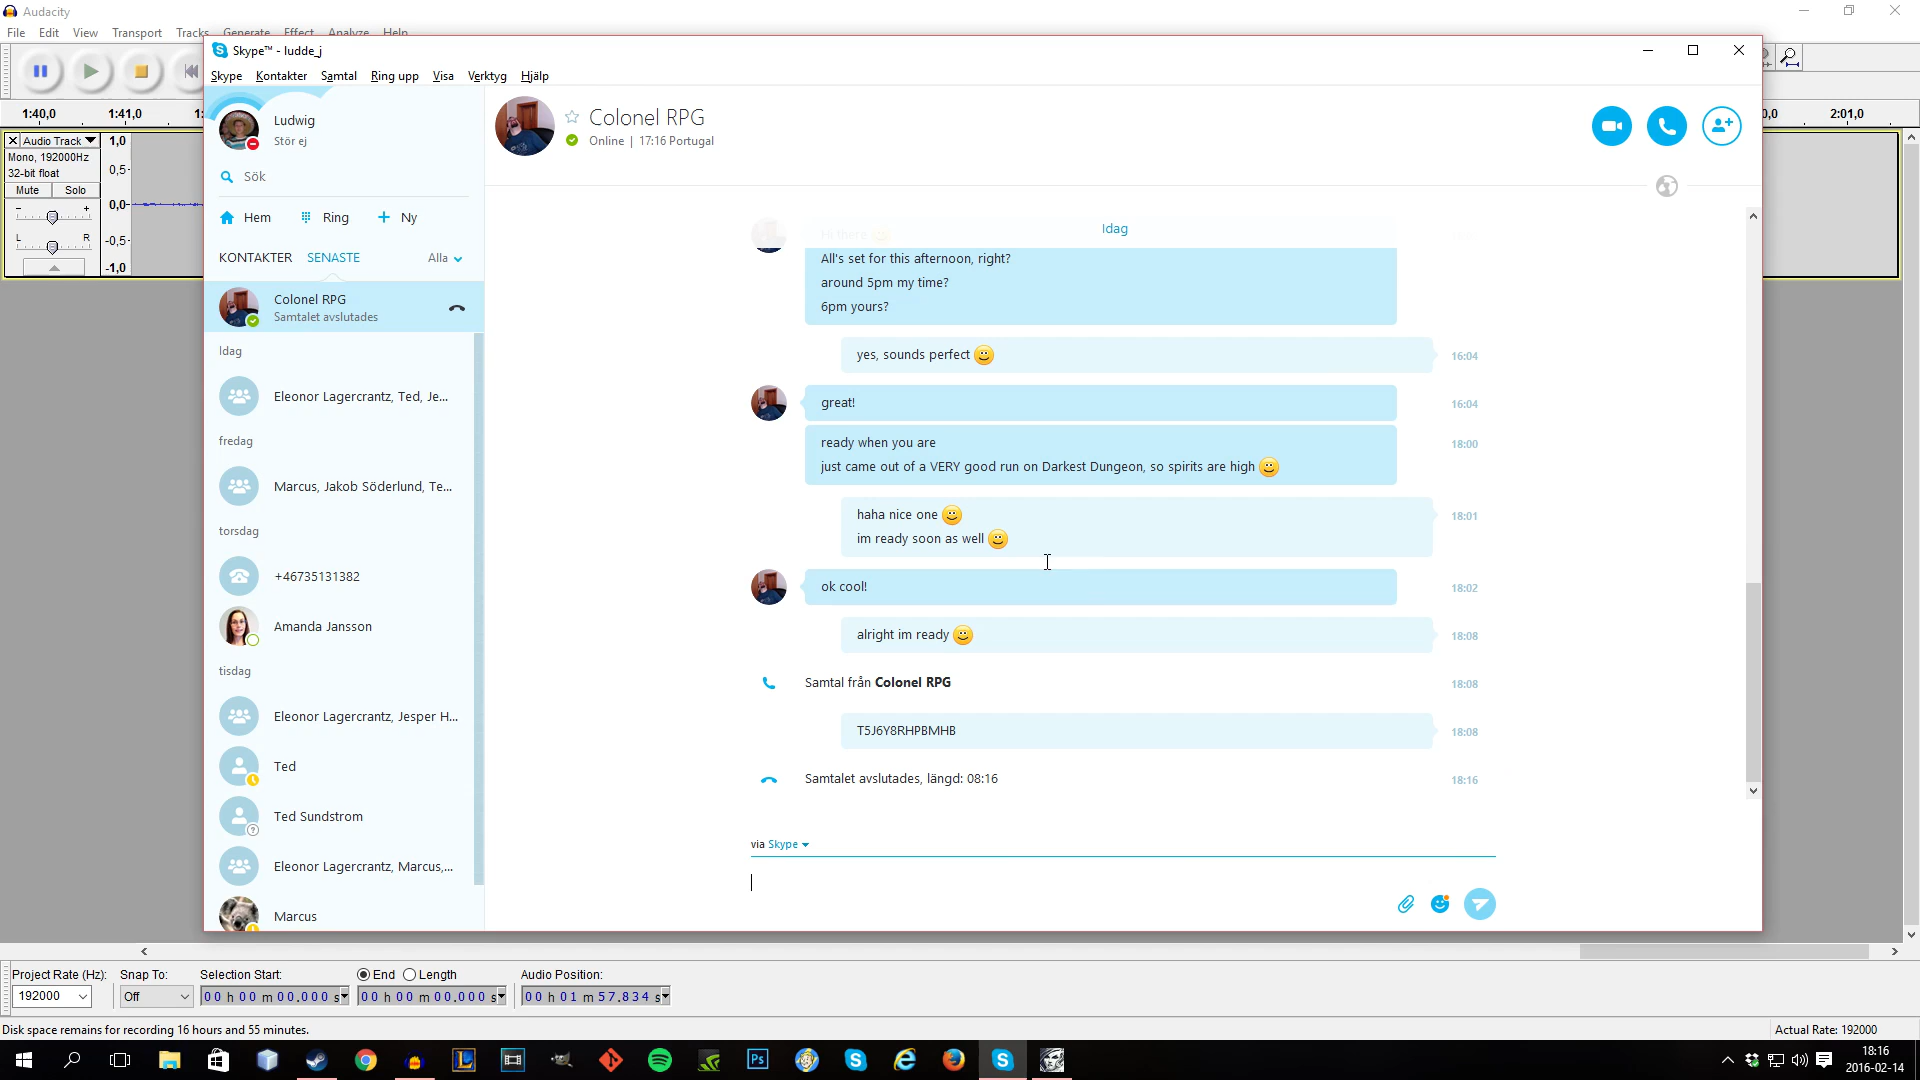 Audacity
File Edit View Transport Tracks Generate Effect Analyze Help
Skype™ - ludde_j
Skype Kontakter Samtal Ring upp Visa Verktyg Hjälp
1:40,0 1:41,0 2:01,0
Audio Track
Mono, 192000Hz
32-bit float
Mute Solo
- +
L R
1,0
0,5-
0,0-
-0,5-
-1,0
Ludwig
Stör ej
Sök
Hem Ring Ny
KONTAKTER SENASTE Alla
Colonel RPG
Samtalet avslutades
Idag
Eleonor Lagercrantz, Ted, Je...
fredag
Marcus, Jakob Söderlund, Te...
torsdag
+46735131382
Amanda Jansson
tisdag
Eleonor Lagercrantz, Jesper H...
Ted
Ted Sundstrom
Eleonor Lagercrantz, Marcus,...
Marcus
Colonel RPG
Online | 17:16 Portugal
Idag
Hi there
All's set for this afternoon, right?
around 5pm my time?
6pm yours?
yes, sounds perfect 16:04
great! 16:04
ready when you are 18:00
just came out of a VERY good run on Darkest Dungeon, so spirits are high
haha nice one 18:01
im ready soon as well
ok cool! 18:02
alright im ready 18:08
Samtal från Colonel RPG 18:08
T5J6Y8RHPBMHB 18:08
Samtalet avslutades, längd: 08:16 18:16
via Skype
Project Rate (Hz): Snap To: Selection Start: End Length Audio Position:
192000 Off 00 h 00 m 00.000 s 00 h 00 m 00.000 s 00 h 01 m 57.834 s
Disk space remains for recording 16 hours and 55 minutes. Actual Rate: 192000
18:16
2016-02-14